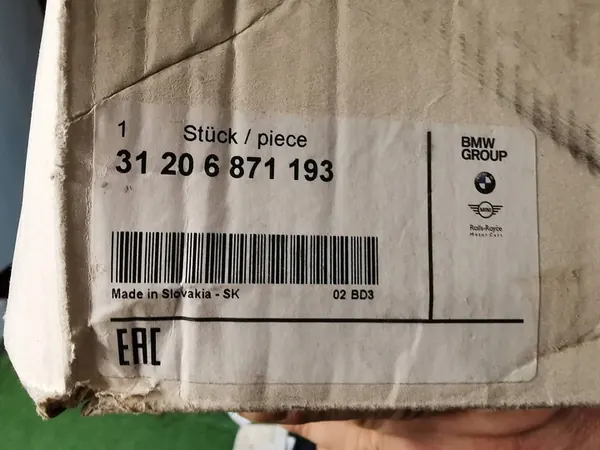 1 Stück / piece
31 20 6 871 193
Made in Slovakia - SK 02 BD3
EAC
BMW
GROUP
MINI
Rolls-Royce
Motor Cars